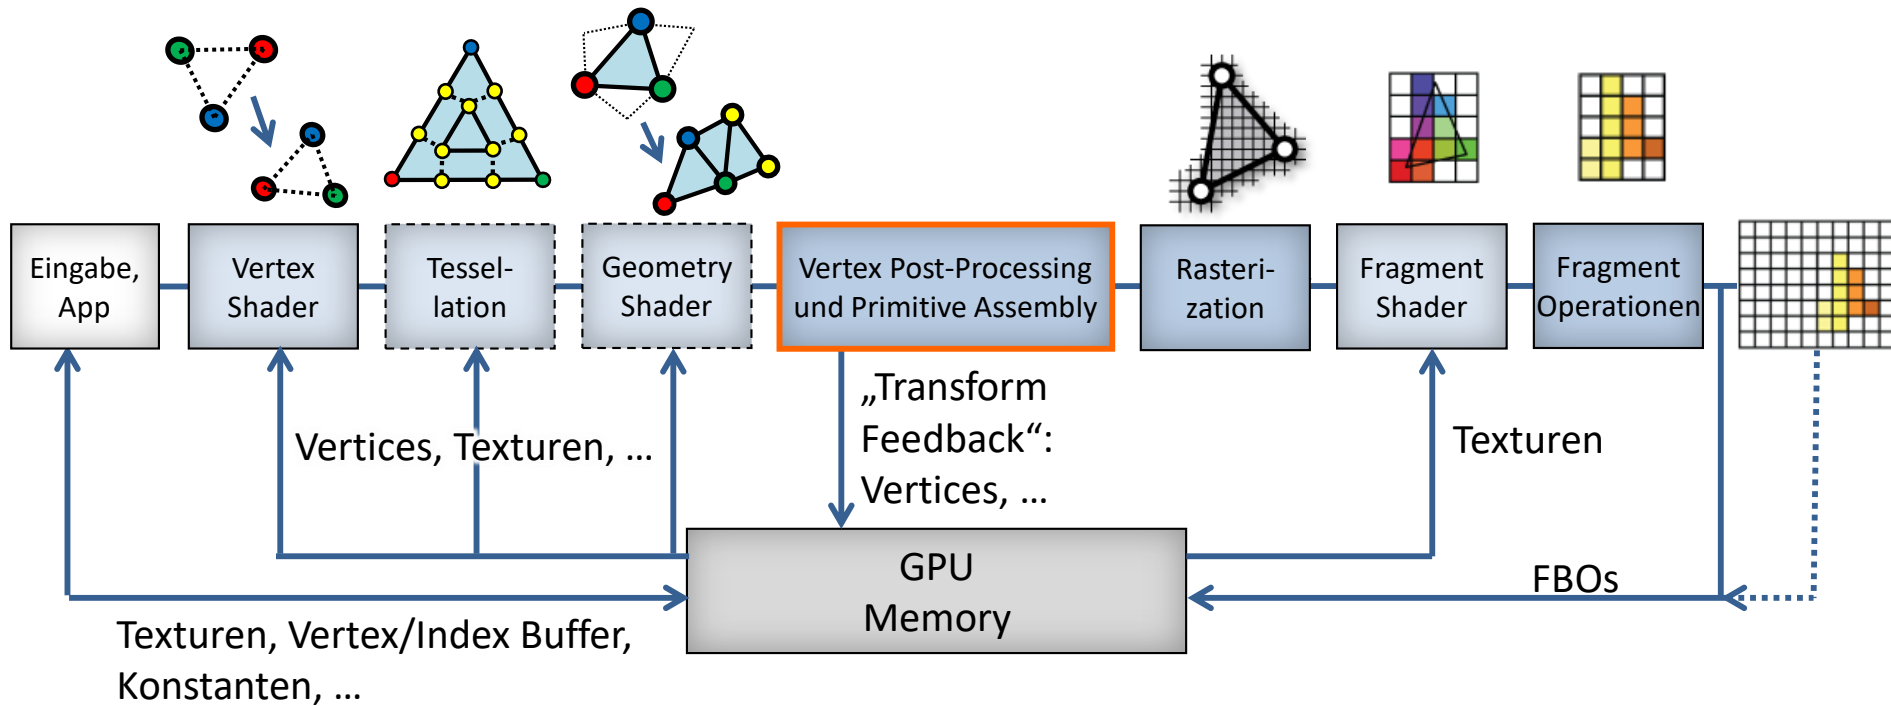 Eingabe,
App
Vertex
Shader
Tessel-
lation
Geometry
Shader
Vertex Post-Processing
und Primitive Assembly
Rasteri-
zation
Fragment
Shader
Fragment
Operationen
„Transform
Feedback“:
Vertices, ...
Vertices, Texturen, ...
Texturen
GPU
Memory
FBOs
Texturen, Vertex/Index Buffer,
Konstanten, ...